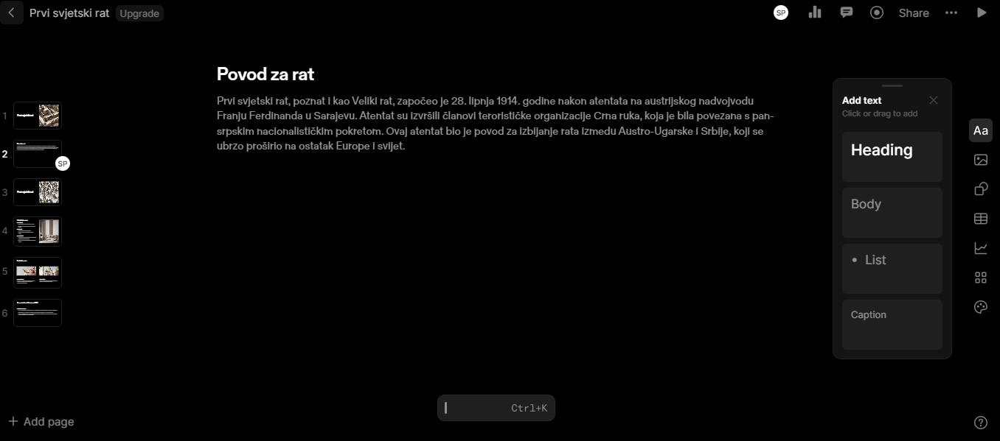 Prvi svjetski rat Upgrade
SP Share
Povod za rat
Prvi svjetski rat, poznat i kao Veliki rat, započeo je 28. lipnja 1914. godine nakon atentata na austrijskog nadvojvodu
Franju Ferdinanda u Sarajevu. Atentat su izvršili članovi terorističke organizacije Crna ruka, koja je bila povezana s pan-
srpskim nacionalističkim pokretom. Ovaj atentat bio je povod za izbijanje rata izmedu Austro-Ugarske i Srbije, koji se
ubrzo proširio na ostatak Europe i svijet.
1
2
SP
3
4
5
6
Add page
Add text
Click or drag to add
Heading
Body
• List
Caption
Aa
Ctrl+K